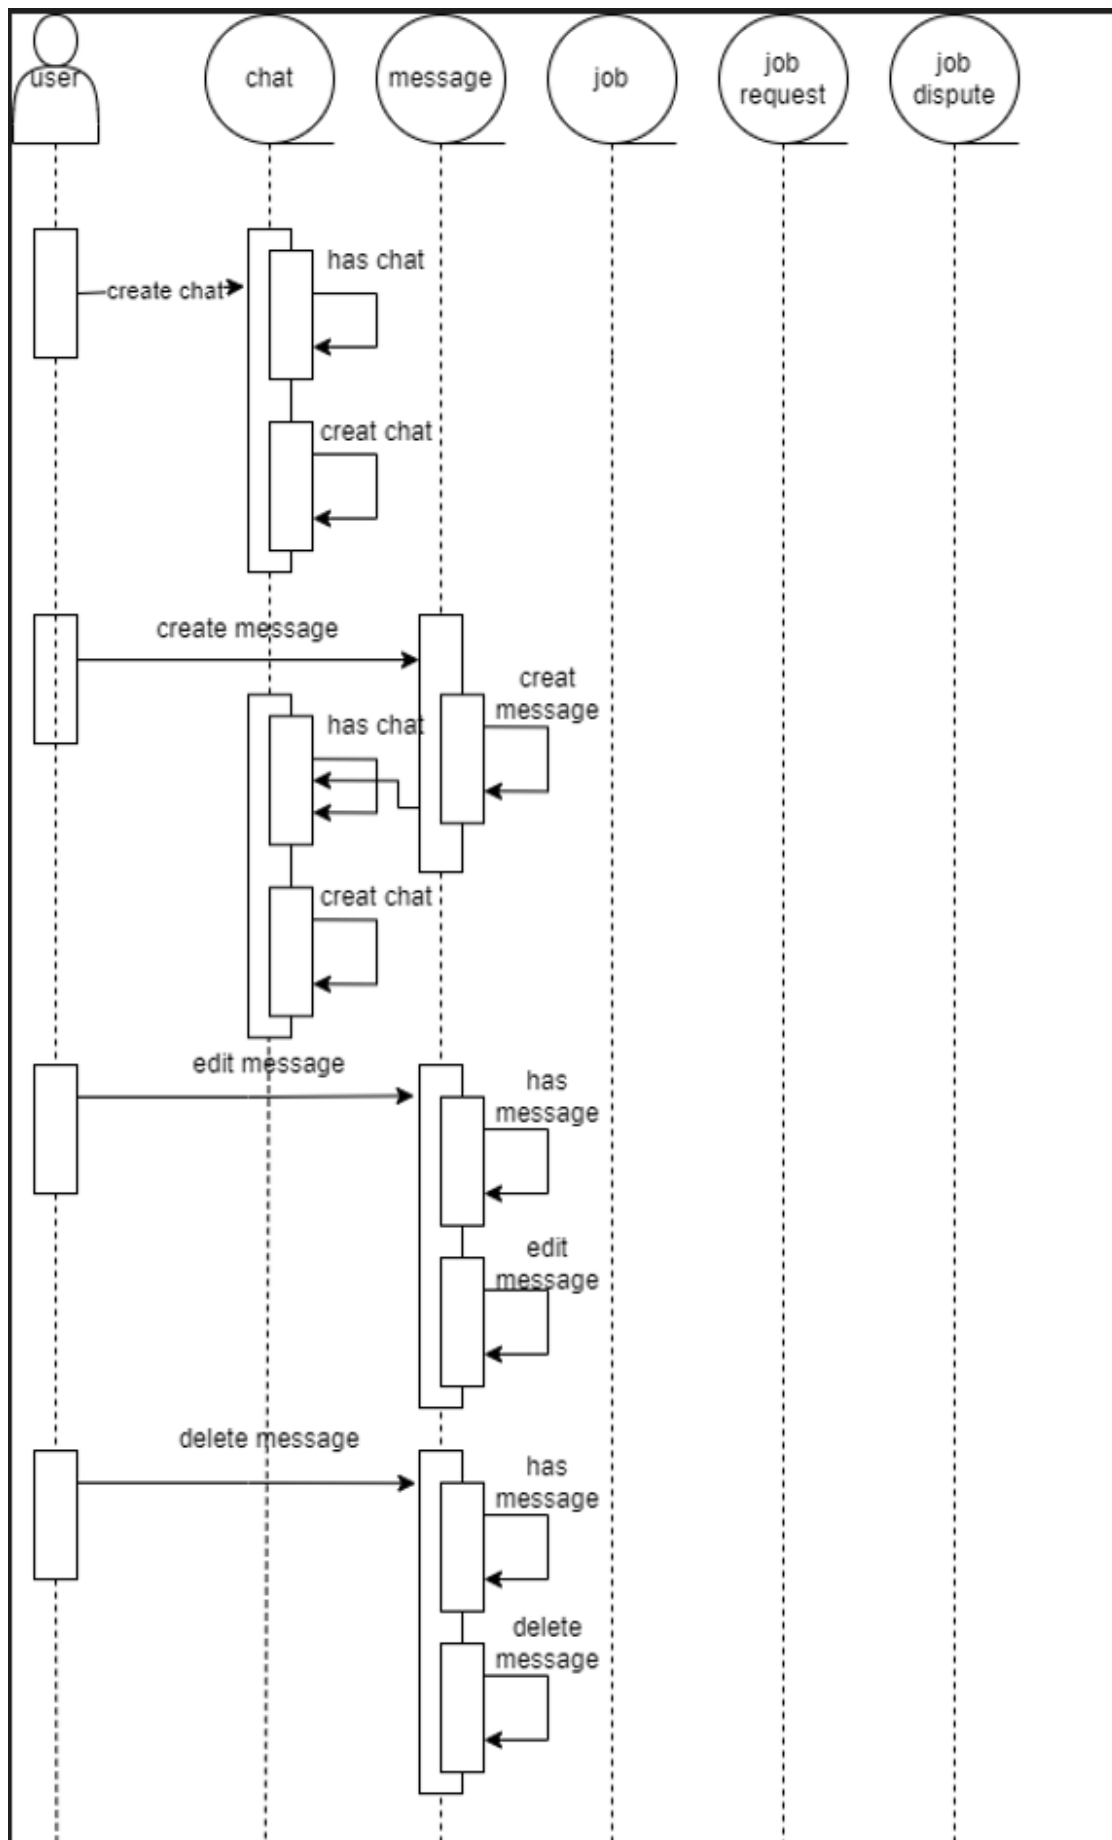 user
chat
message
job
job
request
job
dispute
has chat
create chat
creat chat
create message
creat
message
has chat
creat chat
edit message
has
message
edit
message
delete message
has
message
delete
message